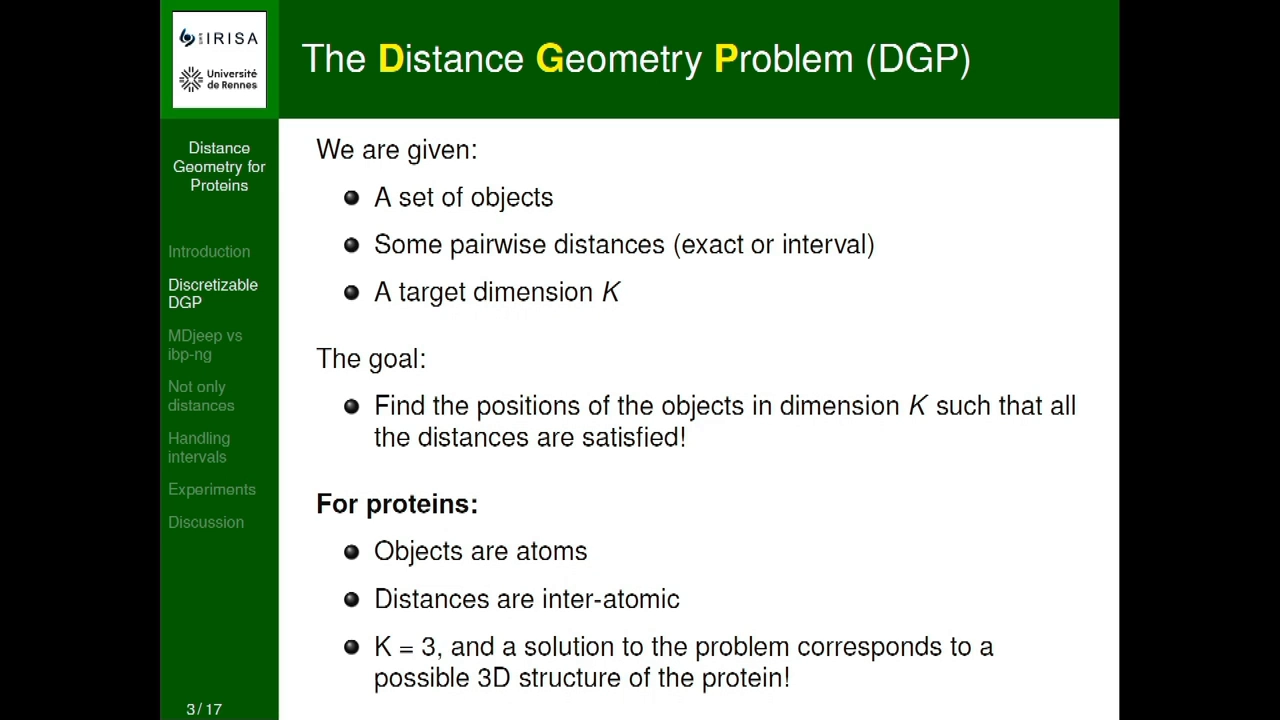 IRISA
Université
de Rennes
The Distance Geometry Problem (DGP)
Distance
Geometry for
Proteins
Introduction
Discretizable
DGP
MDjeep vs
ibp-ng
Not only
distances
Handling
intervals
Experiments
Discussion
3 / 17
We are given:
A set of objects
Some pairwise distances (exact or interval)
A target dimension K
The goal:
Find the positions of the objects in dimension K such that all
the distances are satisfied!
For proteins:
Objects are atoms
Distances are inter-atomic
K = 3, and a solution to the problem corresponds to a
possible 3D structure of the protein!